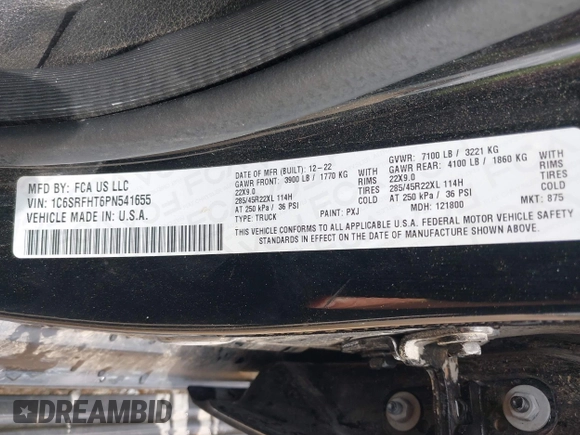 MFD BY: FCA US LLC
VIN: 1C6SRFHT6PN541655
VEHICLE MADE IN: U.S.A.
DATE OF MFR (BUILT): 12-22
GAWR FRONT: 3900 LB / 1770 KG WITH
22X9.0 RIMS
285/45R22XL 114H TIRES
AT 250 kPa / 36 PSI COLD
TYPE: TRUCK PAINT: PXJ
GVWR: 7100 LB / 3221 KG
GAWR REAR: 4100 LB / 1860 KG WITH
22X9.0 RIMS
285/45R22XL 114H TIRES
AT 250 kPa / 36 PSI COLD
MDH: 121800 MKT: 875
THIS VEHICLE CONFORMS TO ALL APPLICABLE U.S.A. FEDERAL MOTOR VEHICLE SAFETY
STANDARDS IN EFFECT ON THE DATE OF MANUFACTURE SHOWN ABOVE.
DREAMBID